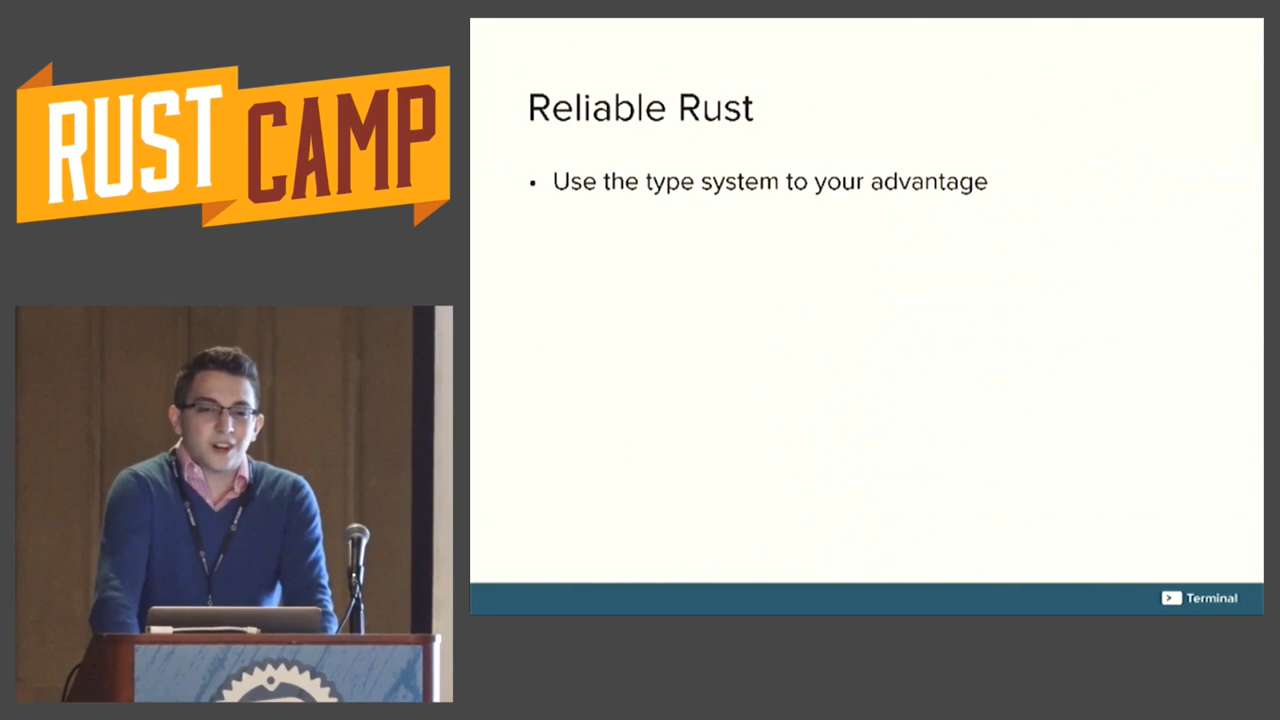 RUST CAMP
Reliable Rust
• Use the type system to your advantage
Terminal